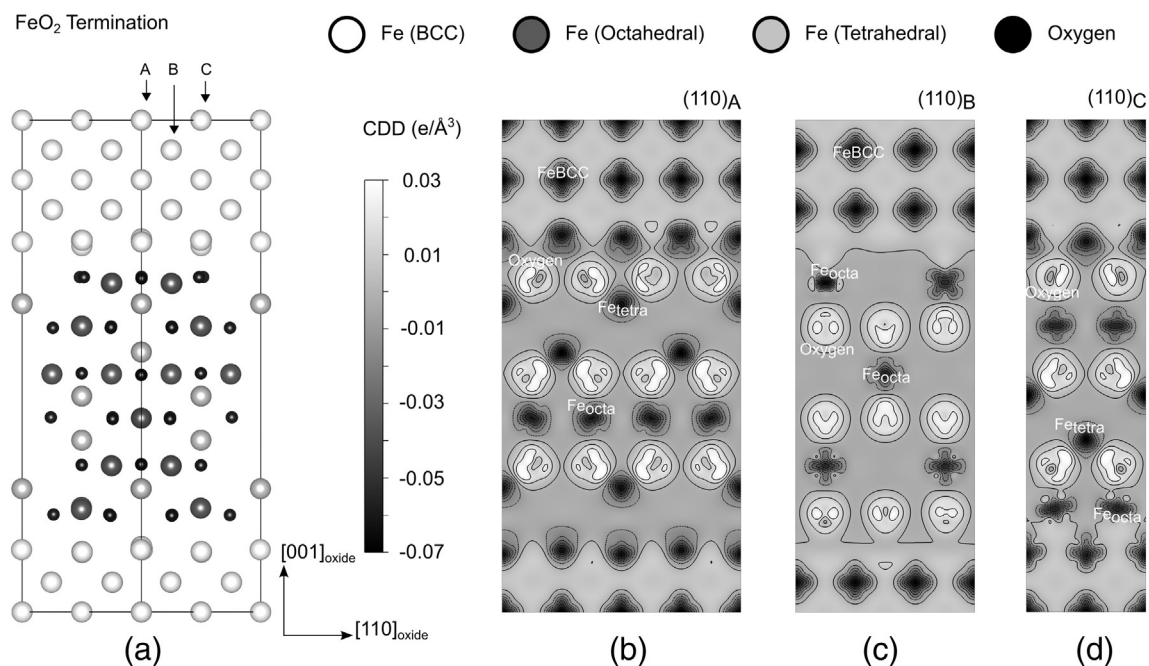 FeO2 Termination
Fe (BCC)
Fe (Octahedral)
Fe (Tetrahedral)
Oxygen
A
B
C
CDD (e/Å³)
0.03
0.01
-0.01
-0.03
-0.05
-0.07
[001]oxide
[110]oxide
(a)
(110)A
FeBCC
Oxygen
Fetetra
Feocta
(b)
(110)B
FeBCC
Feocta
Oxygen
Feocta
(c)
(110)C
Oxygen
Fetetra
Feocta
(d)